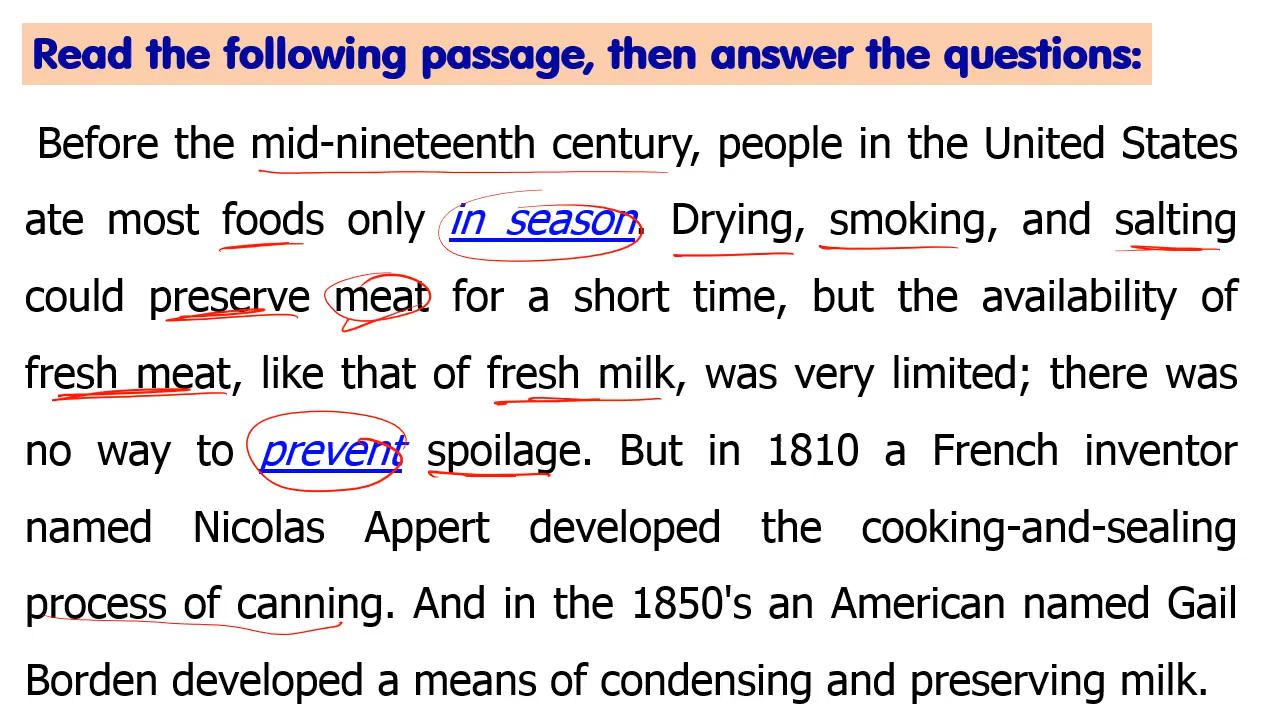 Read the following passage, then answer the questions:
Before the mid-nineteenth century, people in the United States
ate most foods only in season. Drying, smoking, and salting
could preserve meat for a short time, but the availability of
fresh meat, like that of fresh milk, was very limited; there was
no way to prevent spoilage. But in 1810 a French inventor
named Nicolas Appert developed the cooking-and-sealing
process of canning. And in the 1850's an American named Gail
Borden developed a means of condensing and preserving milk.